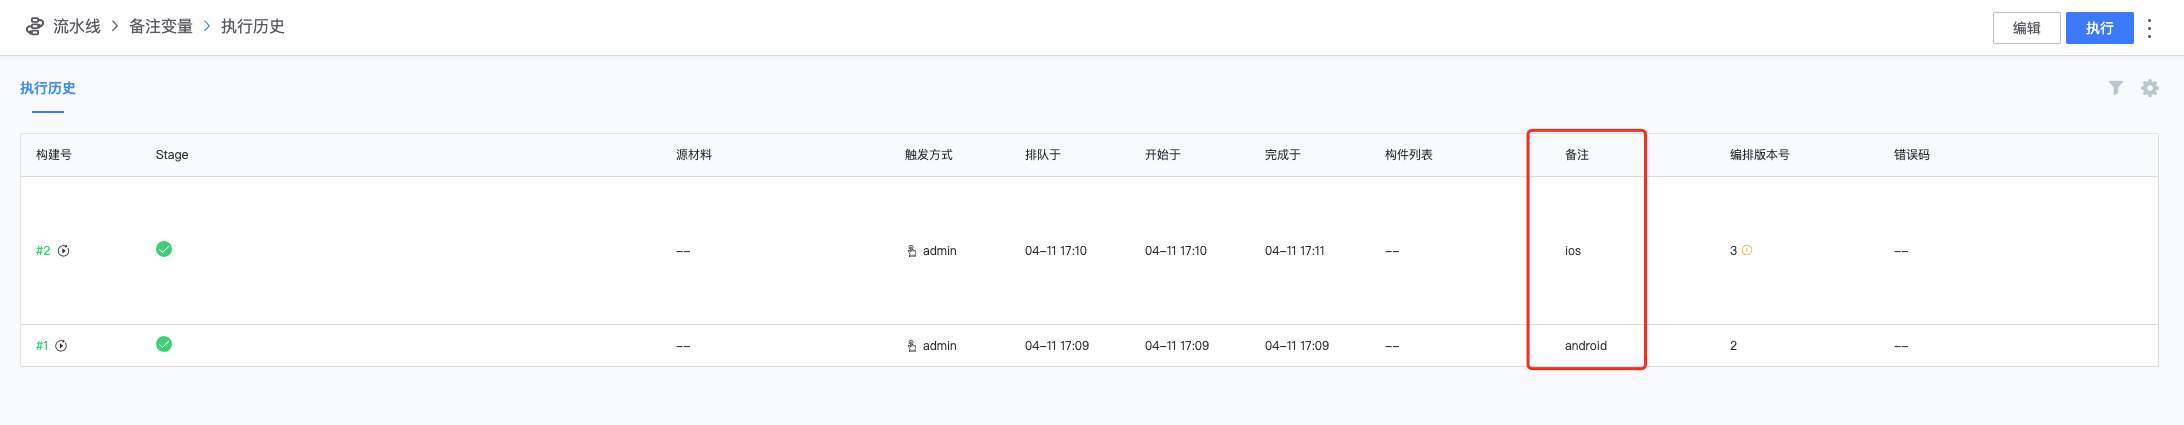 流水线 > 备注变量 > 执行历史 编辑 执行
执行历史
构建号 Stage 源材料 触发方式 排队于 开始于 完成于 构件列表 备注 编排版本号 错误码
#2 -- admin 04-11 17:10 04-11 17:10 04-11 17:11 -- ios 3 --
#1 -- admin 04-11 17:09 04-11 17:09 04-11 17:09 -- android 2 --